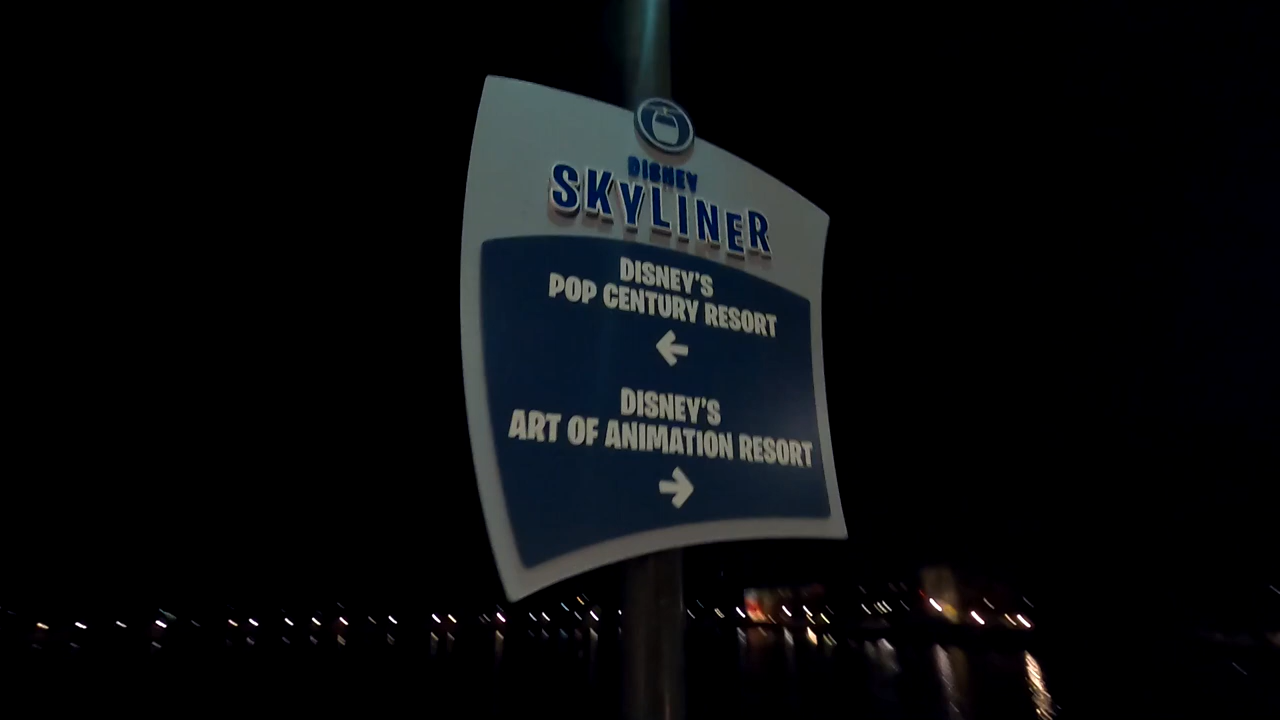 DISNEY
SKYLINER
DISNEY'S
POP CENTURY RESORT
←
DISNEY'S
ART OF ANIMATION RESORT
→